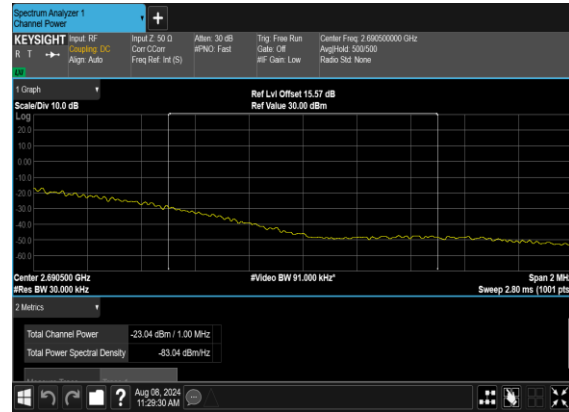 Spectrum Analyzer 1
Channel Power
+
KEYSIGHT Input: RF Input Z: 50 Ω Atten: 30 dB Trig: Free Run Center Freq: 2.690500000 GHz
R T Coupling: DC Corr CCorr #PNO: Fast Gate: Off Avg|Hold: 500/500
Align: Auto Freq Ref: Int (S) #IF Gain: Low Radio Std: None
1 Graph
Scale/Div 10.0 dB Ref Lvl Offset 15.57 dB
Ref Value 30.00 dBm
Log
20.0
10.0
0.00
-10.0
-20.0
-30.0
-40.0
-50.0
-60.0
Center 2.690500 GHz #Video BW 91.000 kHz* Span 2 MHz
#Res BW 30.000 kHz Sweep 2.80 ms (1001 pts
2 Metrics
Total Channel Power -23.04 dBm / 1.00 MHz
Total Power Spectral Density -83.04 dBm/Hz
? Aug 08, 2024
11:29:30 AM